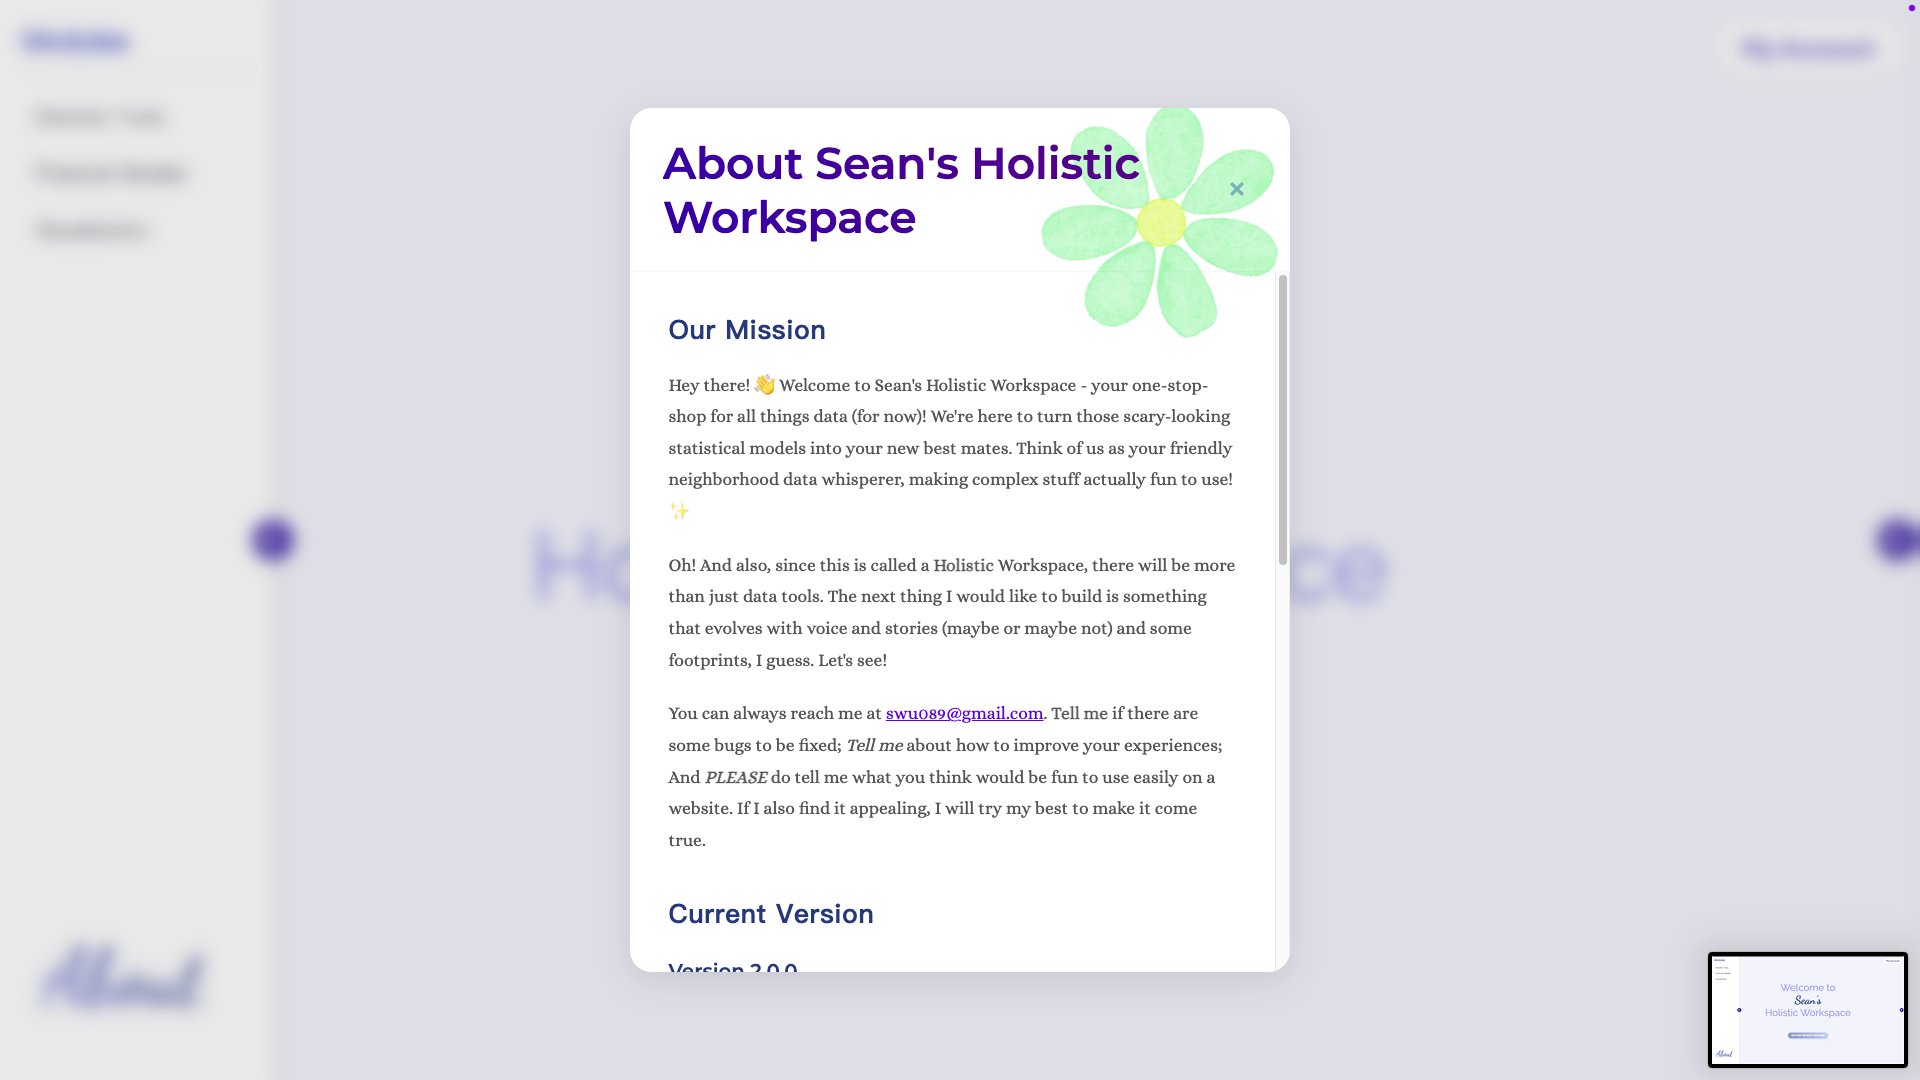 About Sean's Holistic
Workspace
×
Our Mission
Hey there! 👋 Welcome to Sean's Holistic Workspace - your one-stop-
shop for all things data (for now)! We're here to turn those scary-looking
statistical models into your new best mates. Think of us as your friendly
neighborhood data whisperer, making complex stuff actually fun to use!
✨
Oh! And also, since this is called a Holistic Workspace, there will be more
than just data tools. The next thing I would like to build is something
that evolves with voice and stories (maybe or maybe not) and some
footprints, I guess. Let's see!
You can always reach me at swu089@gmail.com. Tell me if there are
some bugs to be fixed; Tell me about how to improve your experiences;
And PLEASE do tell me what you think would be fun to use easily on a
website. If I also find it appealing, I will try my best to make it come
true.
Current Version
Version 2.0.0
Modules
My Account
About
Welcome to
Sean's
Holistic Workspace
About